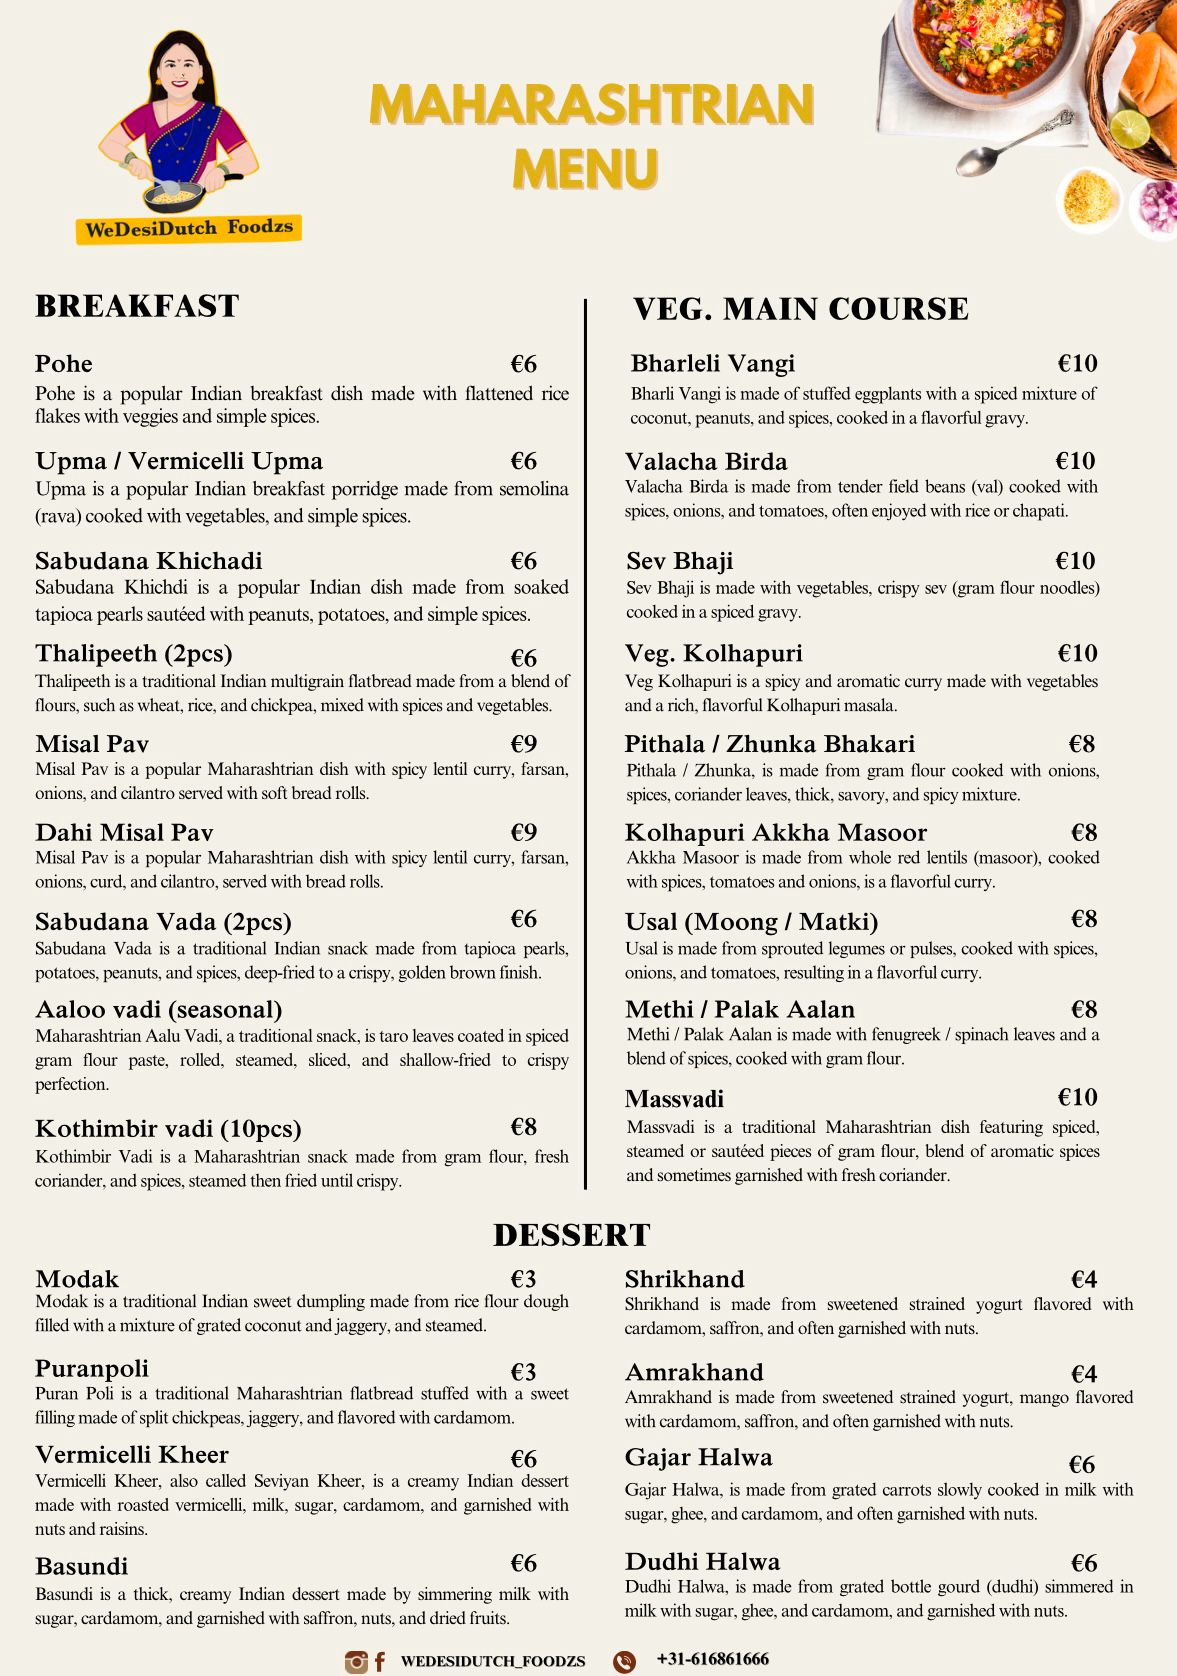 WeDesiDutch Foodzs
MAHARASHTRIAN
MENU
BREAKFAST
Pohe €6
Pohe is a popular Indian breakfast dish made with flattened rice
flakes with veggies and simple spices.
Upma / Vermicelli Upma €6
Upma is a popular Indian breakfast porridge made from semolina
(rava) cooked with vegetables, and simple spices.
Sabudana Khichadi €6
Sabudana Khichdi is a popular Indian dish made from soaked
tapioca pearls sautéed with peanuts, potatoes, and simple spices.
Thalipeeth (2pcs) €6
Thalipeeth is a traditional Indian multigrain flatbread made from a blend of
flours, such as wheat, rice, and chickpea, mixed with spices and vegetables.
Misal Pav €9
Misal Pav is a popular Maharashtrian dish with spicy lentil curry, farsan,
onions, and cilantro served with soft bread rolls.
Dahi Misal Pav €9
Misal Pav is a popular Maharashtrian dish with spicy lentil curry, farsan,
onions, curd, and cilantro, served with bread rolls.
Sabudana Vada (2pcs) €6
Sabudana Vada is a traditional Indian snack made from tapioca pearls,
potatoes, peanuts, and spices, deep-fried to a crispy, golden brown finish.
Aaloo vadi (seasonal)
Maharashtrian Aalu Vadi, a traditional snack, is taro leaves coated in spiced
gram flour paste, rolled, steamed, sliced, and shallow-fried to crispy
perfection.
Kothimbir vadi (10pcs) €8
Kothimbir Vadi is a Maharashtrian snack made from gram flour, fresh
coriander, and spices, steamed then fried until crispy.
VEG. MAIN COURSE
Bharleli Vangi €10
Bharli Vangi is made of stuffed eggplants with a spiced mixture of
coconut, peanuts, and spices, cooked in a flavorful gravy.
Valacha Birda €10
Valacha Birda is made from tender field beans (val) cooked with
spices, onions, and tomatoes, often enjoyed with rice or chapati.
Sev Bhaji €10
Sev Bhaji is made with vegetables, crispy sev (gram flour noodles)
cooked in a spiced gravy.
Veg. Kolhapuri €10
Veg Kolhapuri is a spicy and aromatic curry made with vegetables
and a rich, flavorful Kolhapuri masala.
Pithala / Zhunka Bhakari €8
Pithala / Zhunka, is made from gram flour cooked with onions,
spices, coriander leaves, thick, savory, and spicy mixture.
Kolhapuri Akkha Masoor €8
Akkha Masoor is made from whole red lentils (masoor), cooked
with spices, tomatoes and onions, is a flavorful curry.
Usal (Moong / Matki) €8
Usal is made from sprouted legumes or pulses, cooked with spices,
onions, and tomatoes, resulting in a flavorful curry.
Methi / Palak Aalan €8
Methi / Palak Aalan is made with fenugreek / spinach leaves and a
blend of spices, cooked with gram flour.
Massvadi €10
Massvadi is a traditional Maharashtrian dish featuring spiced,
steamed or sautéed pieces of gram flour, blend of aromatic spices
and sometimes garnished with fresh coriander.
DESSERT
Modak €3
Modak is a traditional Indian sweet dumpling made from rice flour dough
filled with a mixture of grated coconut and jaggery, and steamed.
Puranpoli €3
Puran Poli is a traditional Maharashtrian flatbread stuffed with a sweet
filling made of split chickpeas, jaggery, and flavored with cardamom.
Vermicelli Kheer €6
Vermicelli Kheer, also called Seviyan Kheer, is a creamy Indian dessert
made with roasted vermicelli, milk, sugar, cardamom, and garnished with
nuts and raisins.
Basundi €6
Basundi is a thick, creamy Indian dessert made by simmering milk with
sugar, cardamom, and garnished with saffron, nuts, and dried fruits.
Shrikhand €4
Shrikhand is made from sweetened strained yogurt flavored with
cardamom, saffron, and often garnished with nuts.
Amrakhand €4
Amrakhand is made from sweetened strained yogurt, mango flavored
with cardamom, saffron, and often garnished with nuts.
Gajar Halwa €6
Gajar Halwa, is made from grated carrots slowly cooked in milk with
sugar, ghee, and cardamom, and often garnished with nuts.
Dudhi Halwa €6
Dudhi Halwa, is made from grated bottle gourd (dudhi) simmered in
milk with sugar, ghee, and cardamom, and garnished with nuts.
WEDESIDUTCH_FOODZS +31-616861666